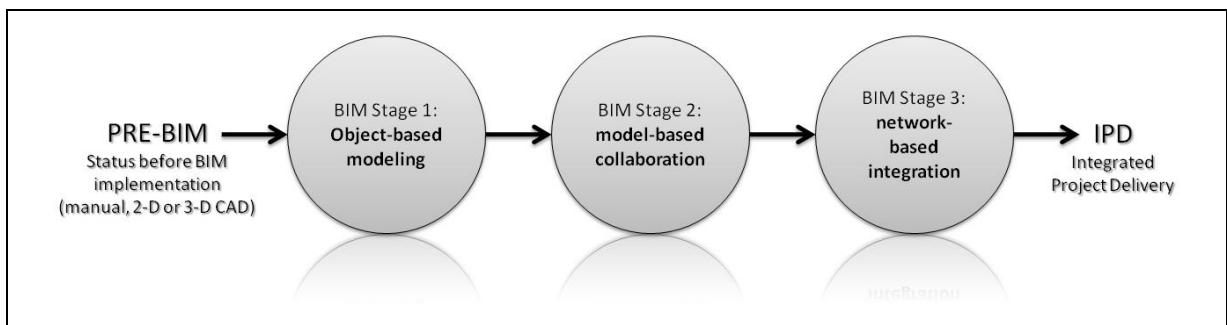 PRE-BIM
Status before BIM
implementation
(manual, 2-D or 3-D CAD)
BIM Stage 1:
Object-based
modeling
BIM Stage 2:
model-based
collaboration
BIM Stage 3:
network-
based
integration
IPD
Integrated
Project Delivery